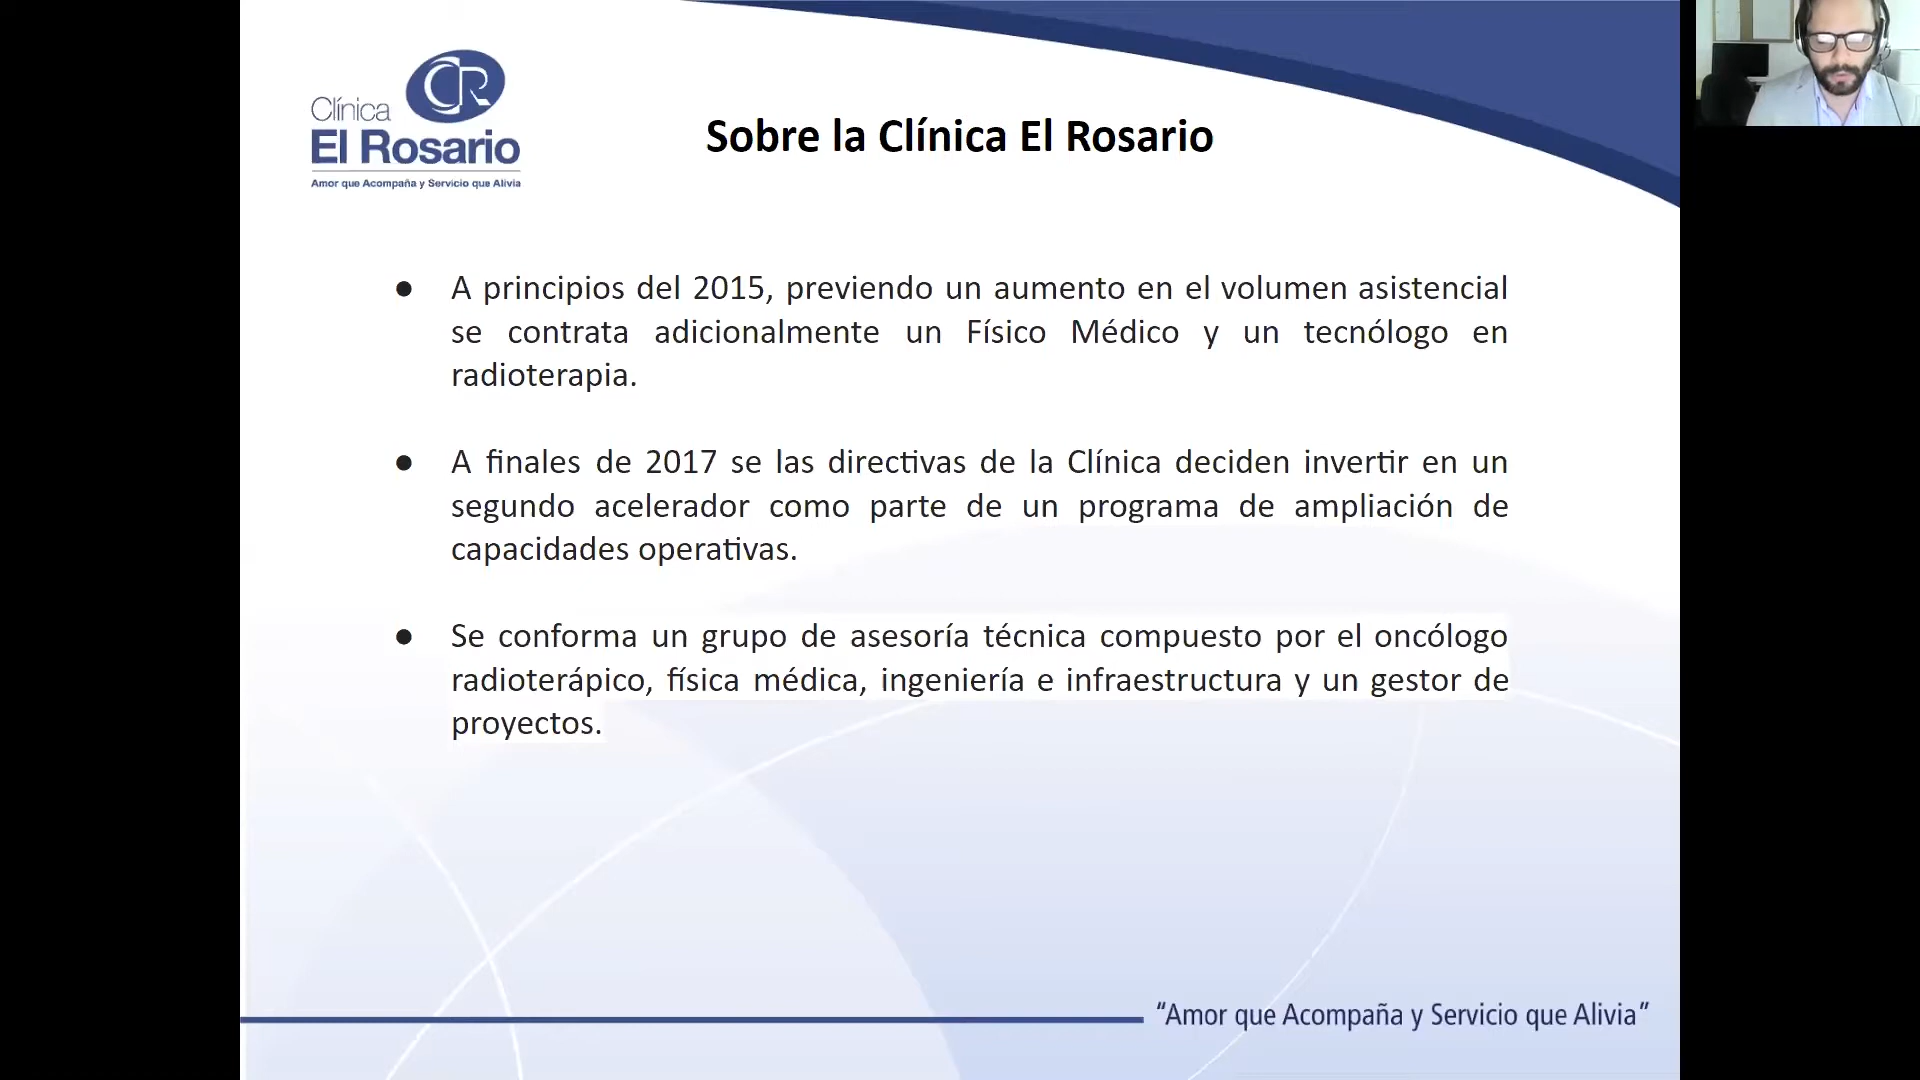 Clínica
CR
El Rosario
Amor que Acompaña y Servicio que Alivia
Sobre la Clínica El Rosario
● A principios del 2015, previendo un aumento en el volumen asistencial
se contrata adicionalmente un Físico Médico y un tecnólogo en
radioterapia.
● A finales de 2017 se las directivas de la Clínica deciden invertir en un
segundo acelerador como parte de un programa de ampliación de
capacidades operativas.
● Se conforma un grupo de asesoría técnica compuesto por el oncólogo
radioterápico, física médica, ingeniería e infraestructura y un gestor de
proyectos.
“Amor que Acompaña y Servicio que Alivia”